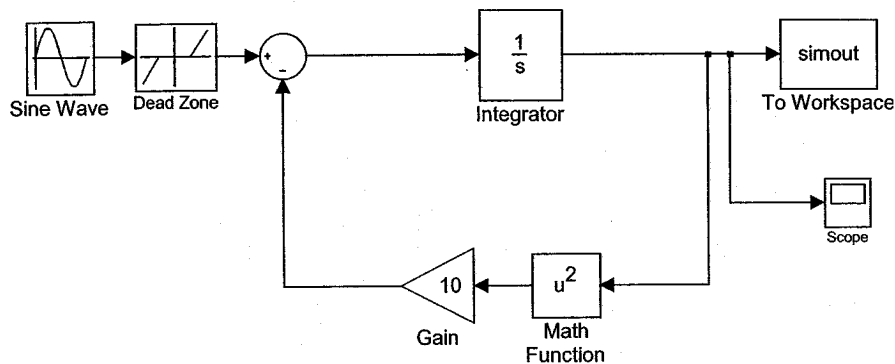 Sine Wave
Dead Zone
+
-
1
s
Integrator
simout
To Workspace
Scope
10
Gain
u2
Math
Function